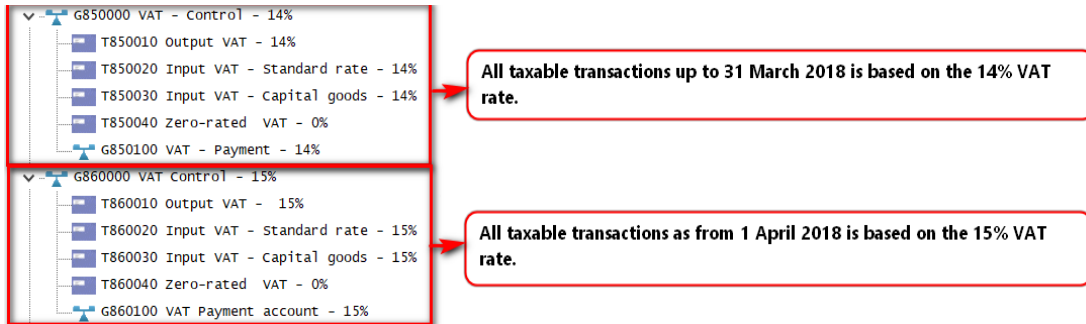 G850000 VAT - Control - 14%
T850010 Output VAT - 14%
T850020 Input VAT - Standard rate - 14%
T850030 Input VAT - Capital goods - 14%
T850040 Zero-rated VAT - 0%
G850100 VAT - Payment - 14%
All taxable transactions up to 31 March 2018 is based on the 14% VAT
rate.
G860000 VAT Control - 15%
T860010 Output VAT - 15%
T860020 Input VAT - Standard rate - 15%
T860030 Input VAT - Capital goods - 15%
T860040 Zero-rated VAT - 0%
G860100 VAT Payment account - 15%
All taxable transactions as from 1 April 2018 is based on the 15% VAT
rate.